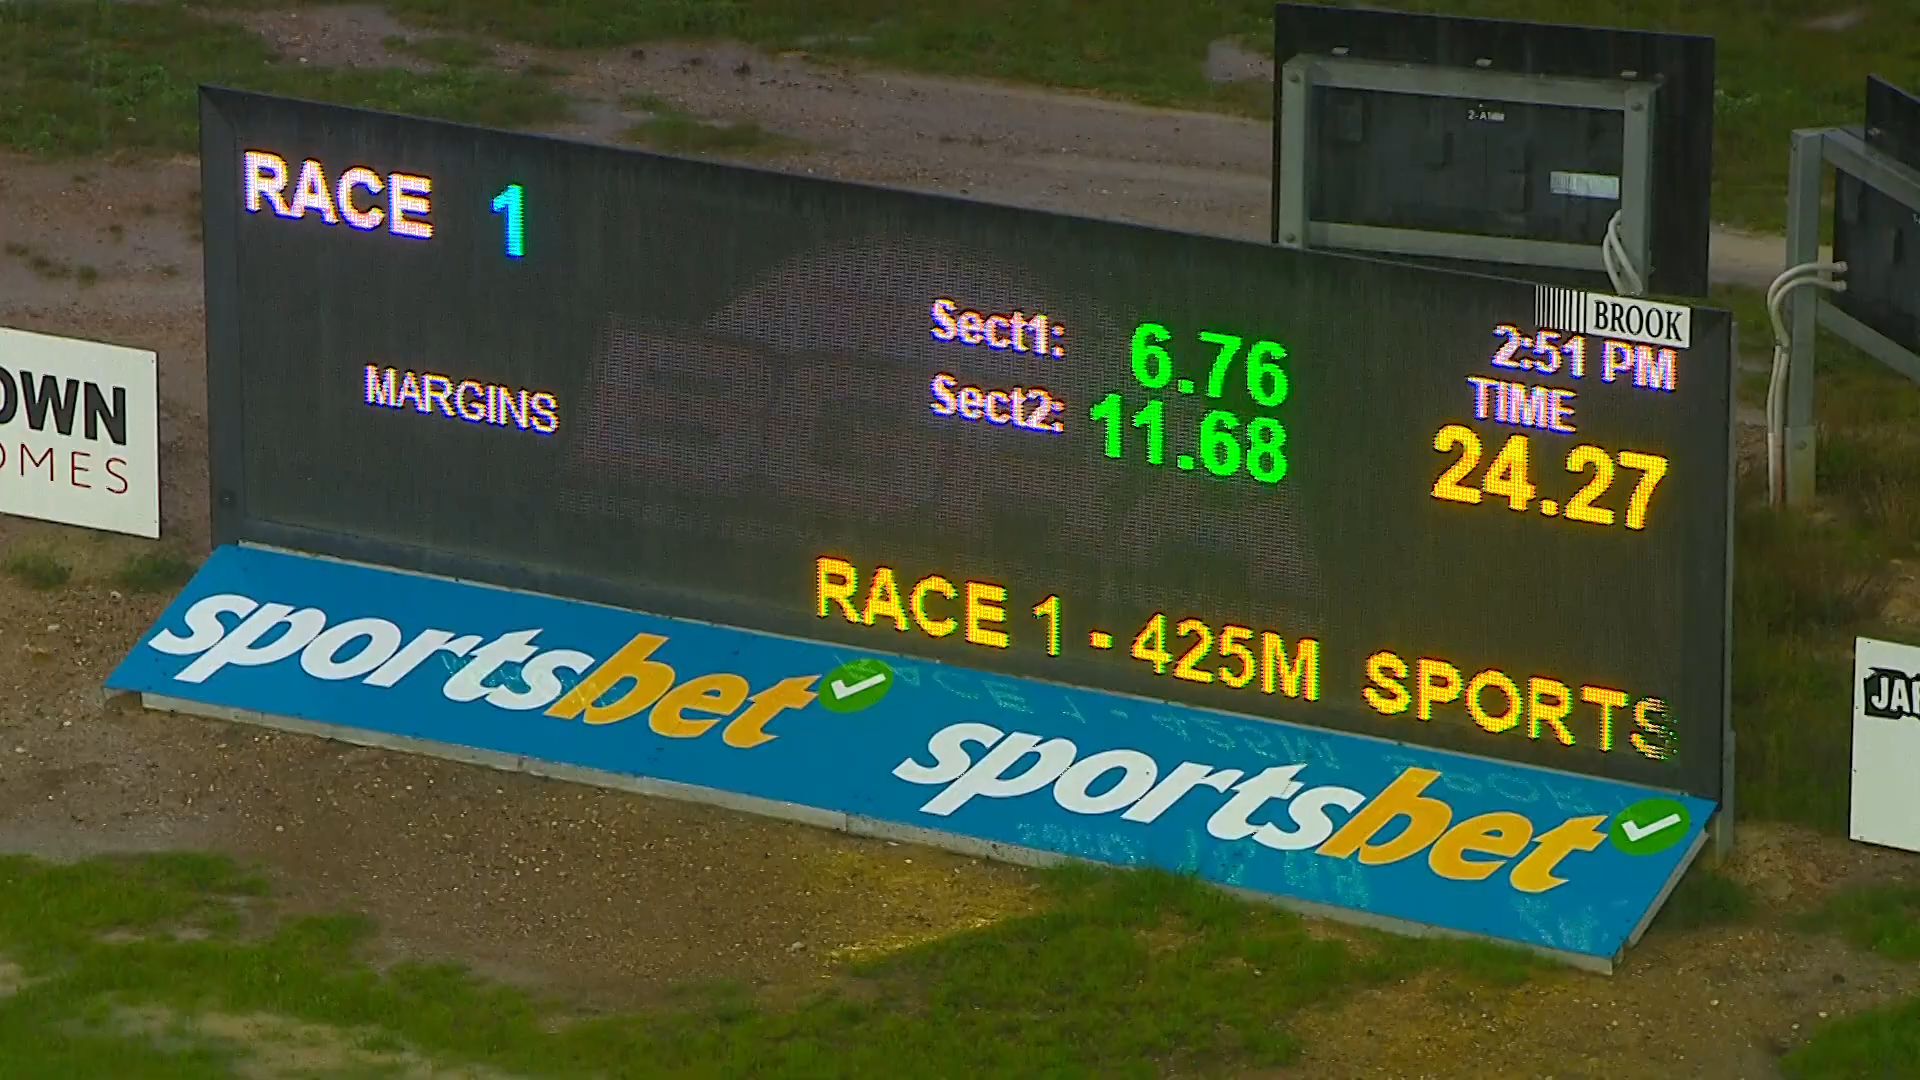 RACE 1
BROOK
2:51 PM
Sect1: 6.76
TIME
MARGINS
Sect2: 11.68
24.27
RACE 1 - 425M SPORTS
sportsbet
sportsbet
OWN
OMES
JAR